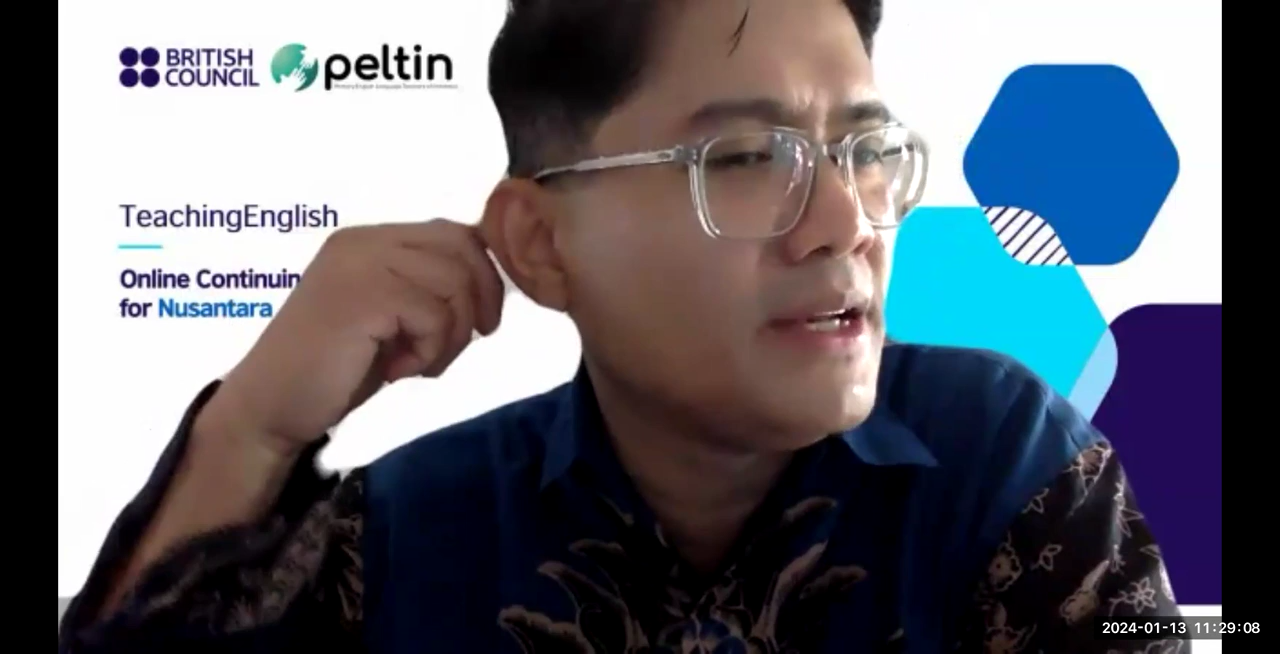 BRITISH
COUNCIL
peltin
TeachingEnglish
Online Continuin
for Nusantara
2024-01-13 11:29:08